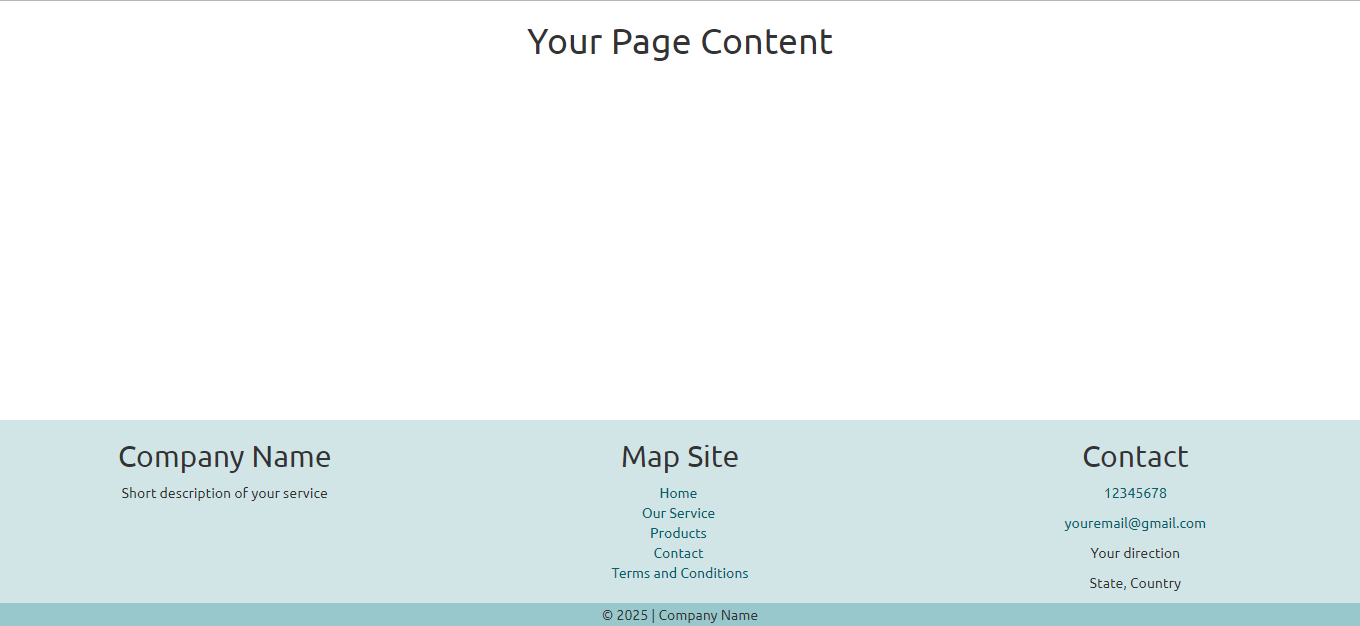 Your Page Content
Company Name
Short description of your service
Map Site
Home
Our Service
Products
Contact
Terms and Conditions
Contact
12345678
youremail@gmail.com
Your direction
State, Country
© 2025 | Company Name